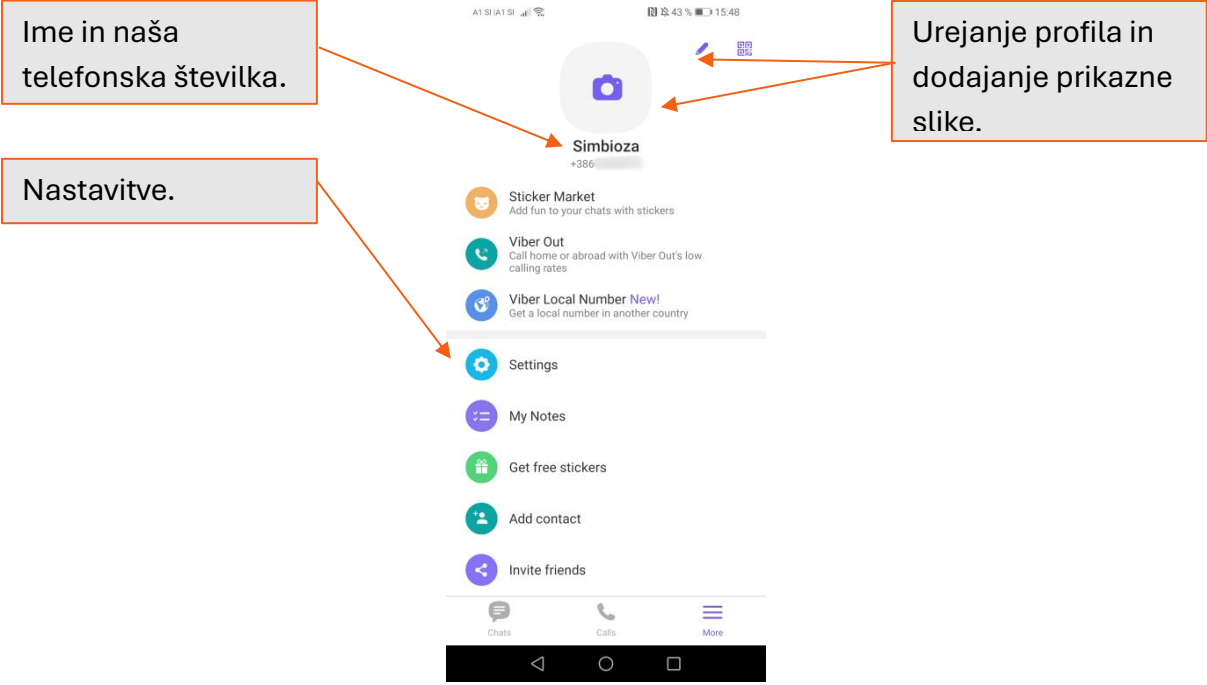 Ime in naša
telefonska številka.
Nastavitve.
A1 SI |A1 SI
43 % 15:48
Simbioza
+386
Sticker Market
Add fun to your chats with stickers
Viber Out
Call home or abroad with Viber Out's low
calling rates
Viber Local Number New!
Get a local number in another country
Settings
My Notes
Get free stickers
Add contact
Invite friends
Chats
Calls
More
Urejanje profila in
dodajanje prikazne
slike.